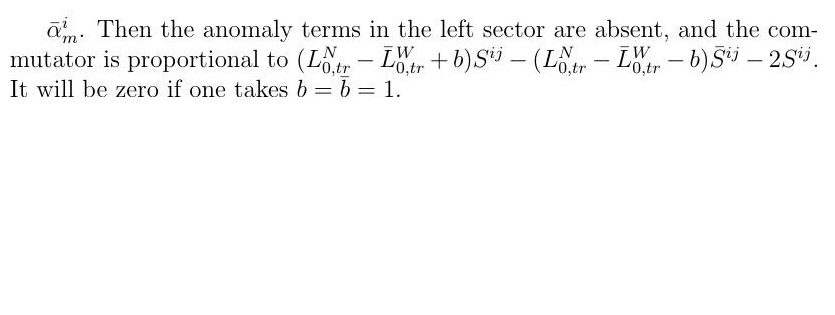 $\bar{\alpha}^i_m$. Then the anomaly terms in the left sector are absent, and the com-
mutator is proportional to $(L^N_{0,tr} - \bar{L}^W_{0,tr} + b)S^{ij} - (L^N_{0,tr} - \bar{L}^W_{0,tr} - b)\bar{S}^{ij} - 2S^{ij}$.
It will be zero if one takes $b = \bar{b} = 1$.